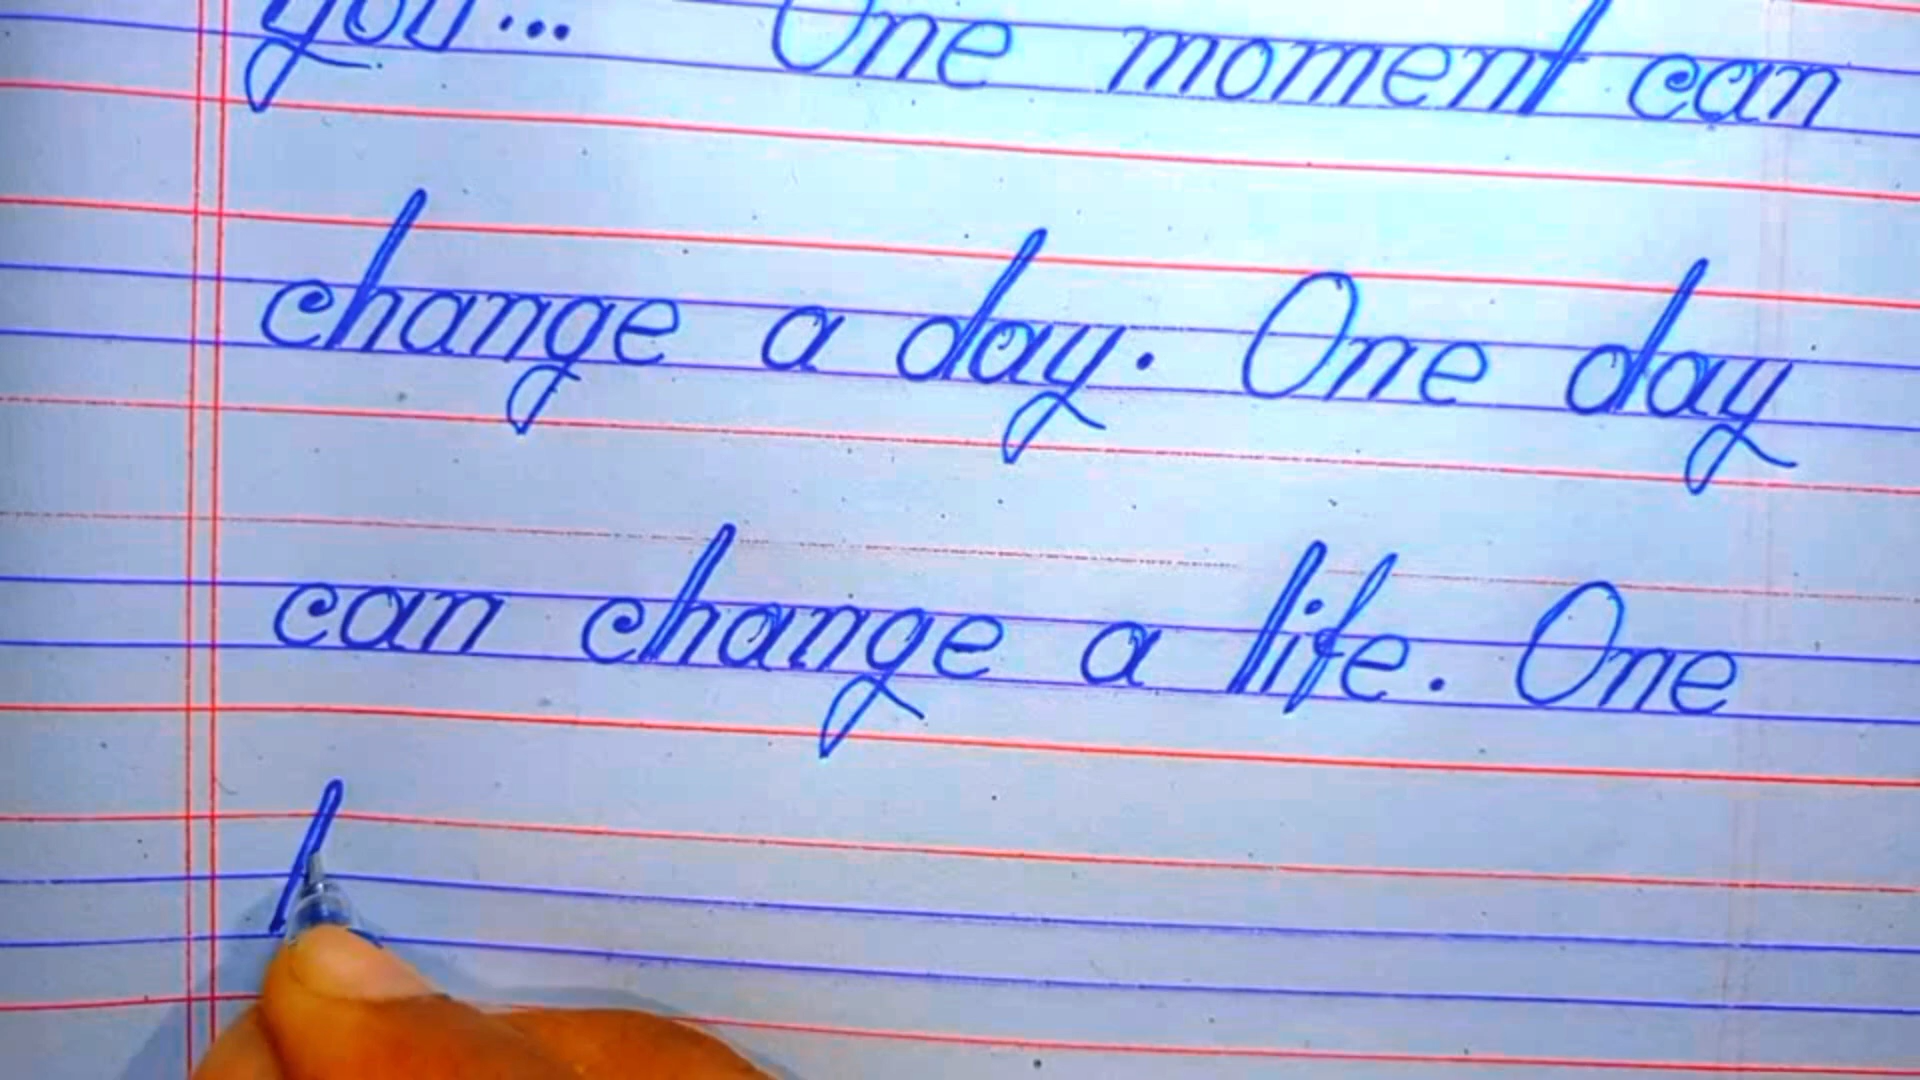 you... One moment can
change a day. One day
can change a life. One
l